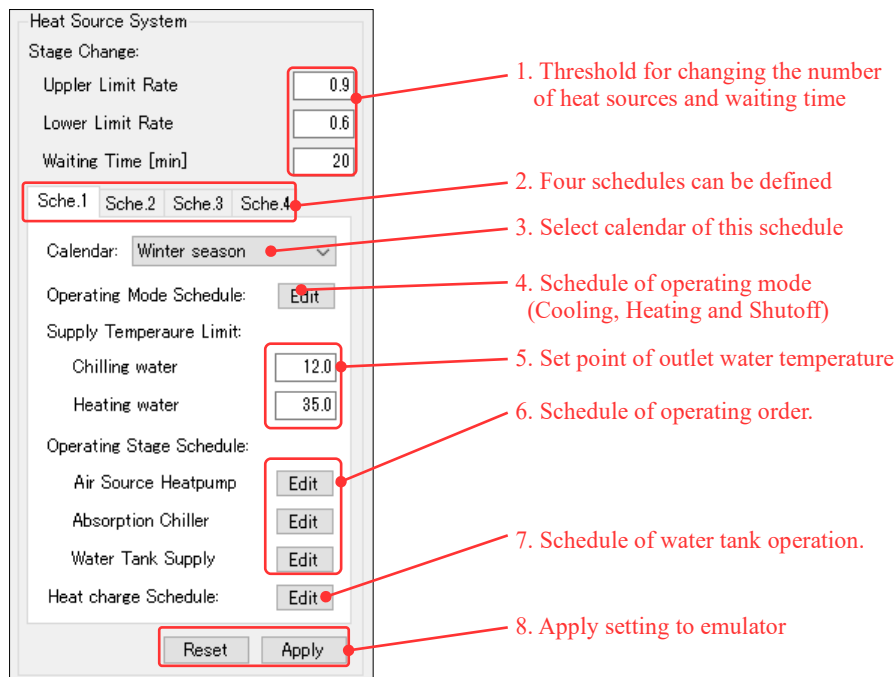 Heat Source System
Stage Change:
Uppler Limit Rate
0.9
Lower Limit Rate
0.6
Waiting Time [min]
20
1. Threshold for changing the number
of heat sources and waiting time
Sche.1 Sche.2 Sche.3 Sche.4
2. Four schedules can be defined
Calendar: Winter season
3. Select calendar of this schedule
Operating Mode Schedule: Edit
4. Schedule of operating mode
(Cooling, Heating and Shutoff)
Supply Temperaure Limit:
Chilling water 12.0
5. Set point of outlet water temperature
Heating water 35.0
6. Schedule of operating order.
Operating Stage Schedule:
Air Source Heatpump Edit
Absorption Chiller Edit
Water Tank Supply Edit
7. Schedule of water tank operation.
Heat charge Schedule: Edit
8. Apply setting to emulator
Reset Apply